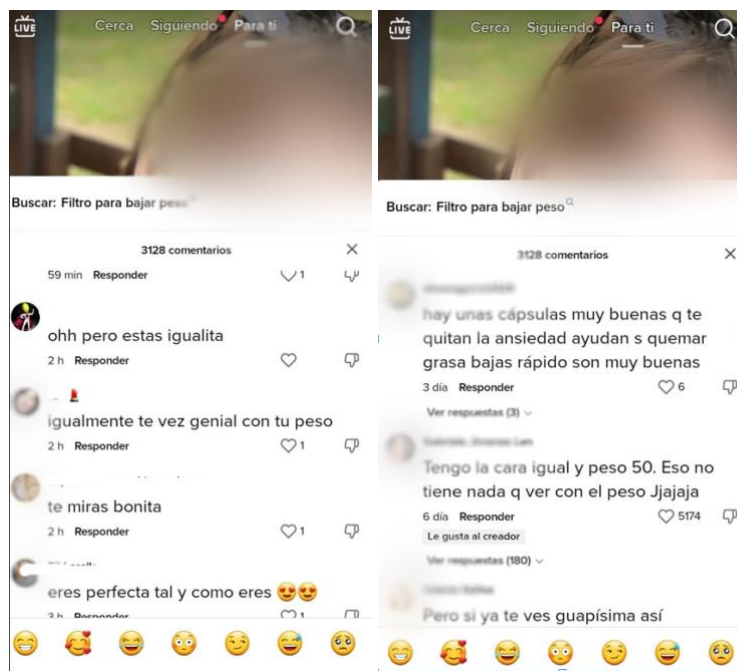 LIVE
Cerca Siguiendo Para ti
Buscar: Filtro para bajar peso
3128 comentarios
59 min Responder 1
ohh pero estas igualita
2 h Responder
igualmente te vez genial con tu peso
2 h Responder 1
te miras bonita
2 h Responder 1
eres perfecta tal y como eres 😍😍
3 h Responder 1
LIVE
Cerca Siguiendo Para ti
Buscar: Filtro para bajar peso
3128 comentarios
hay unas cápsulas muy buenas q te
quitan la ansiedad ayudan s quemar
grasa bajas rápido son muy buenas
3 día Responder 6
Ver respuestas (3)
Tengo la cara igual y peso 50. Eso no
tiene nada q ver con el peso Jjajaja
6 día Responder 5174
Le gusta al creador
Ver respuestas (180)
Pero si ya te ves guapísima así